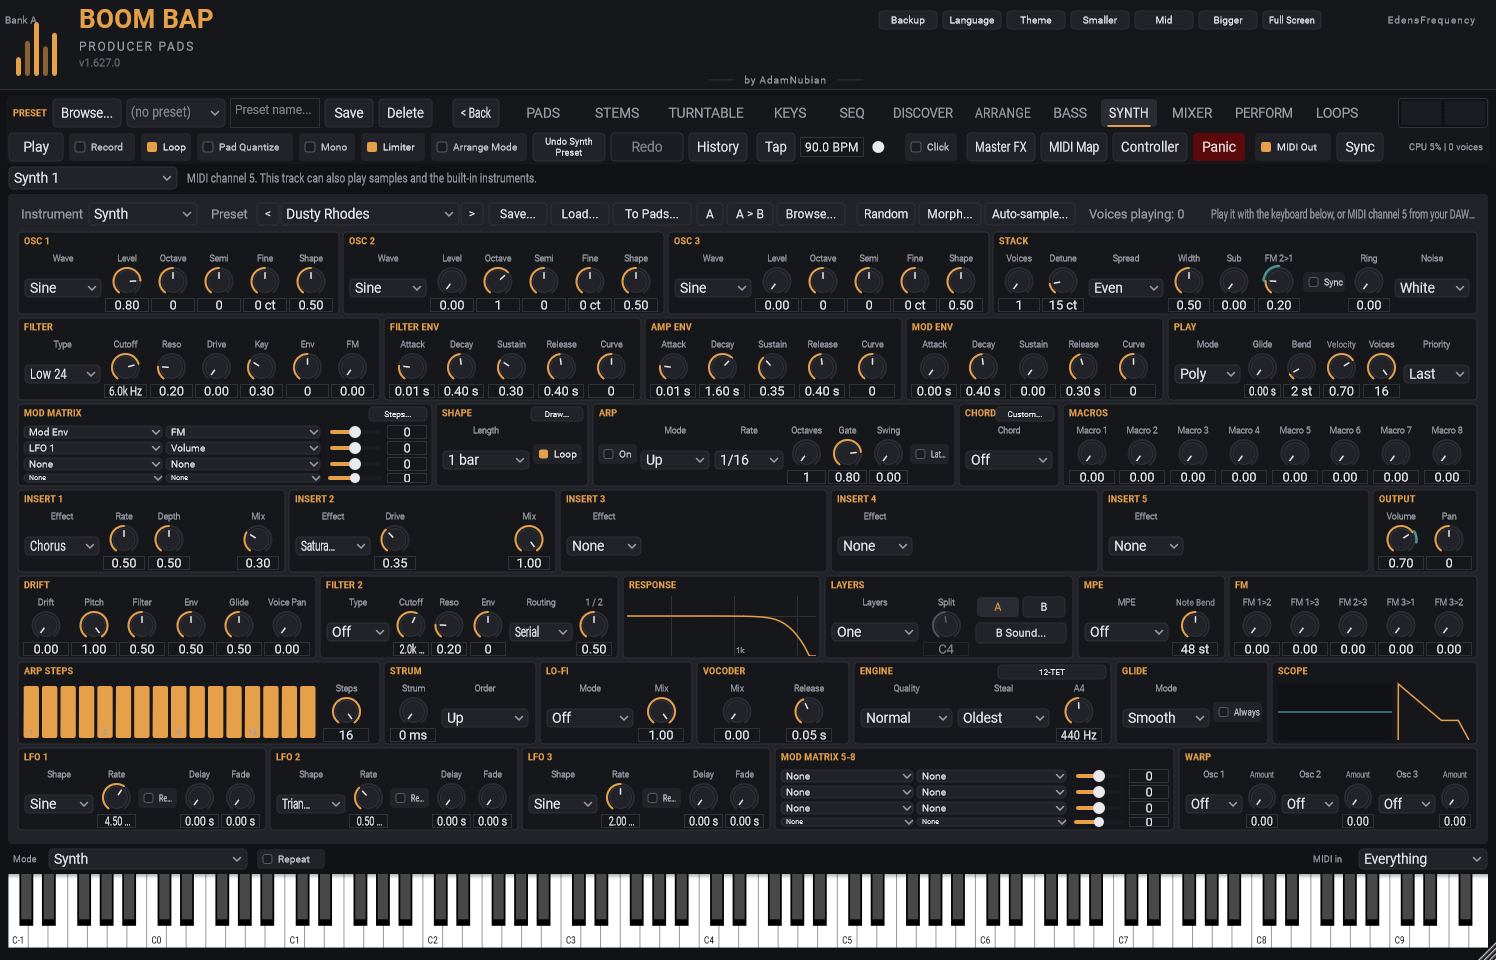 Bank A
BOOM BAP
PRODUCER PADS
v1.627.0
Backup Language Theme Smaller Mid Bigger Full Screen EdensFrequency
by AdamNubian
PRESET Browse... (no preset) Preset name... Save Delete < Back PADS STEMS TURNTABLE KEYS SEQ DISCOVER ARRANGE BASS SYNTH MIXER PERFORM LOOPS
Play Record Loop Pad Quantize Mono Limiter Arrange Mode Undo Synth Preset Redo History Tap 90.0 BPM Click Master FX MIDI Map Controller Panic MIDI Out Sync CPU 5% | 0 voices
Synth 1 MIDI channel 5. This track can also play samples and the built-in instruments.
Instrument Synth Preset < Dusty Rhodes > Save... Load... To Pads... A A > B Browse... Random Morph... Auto-sample... Voices playing: 0 Play it with the keyboard below, or MIDI channel 5 from your DAW...
OSC 1 OSC 2 OSC 3 STACK
Wave Level Octave Semi Fine Shape Wave Level Octave Semi Fine Shape Wave Level Octave Semi Fine Shape Voices Detune Spread Width Sub FM 2>1 Ring Noise
Sine Sine Sine Even Sync White
0.80 0 0 0 ct 0.50 0.00 1 0 0 ct 0.50 0.00 0 0 0 ct 0.50 1 15 ct 0.50 0.00 0.20 0.00
FILTER FILTER ENV AMP ENV MOD ENV PLAY
Type Cutoff Reso Drive Key Env FM Attack Decay Sustain Release Curve Attack Decay Sustain Release Curve Attack Decay Sustain Release Curve Mode Glide Bend Velocity Voices Priority
Low 24 Poly Last
6.0k Hz 0.20 0.00 0.30 0 0.00 0.01 s 0.40 s 0.30 0.40 s 0 0.01 s 1.60 s 0.35 0.40 s 0 0.00 s 0.40 s 0.00 0.30 s 0 0.00 s 2 st 0.70 16
MOD MATRIX Steps... SHAPE Draw... ARP CHORD Custom... MACROS
Mod Env FM 0 Length Mode Rate Octaves Gate Swing Chord Macro 1 Macro 2 Macro 3 Macro 4 Macro 5 Macro 6 Macro 7 Macro 8
LFO 1 Volume 0 1 bar Loop On Up 1/16 Lat... Off
None None 0
None None 0 1 0.80 0.00 0.00 0.00 0.00 0.00 0.00 0.00 0.00 0.00
INSERT 1 INSERT 2 INSERT 3 INSERT 4 INSERT 5 OUTPUT
Effect Rate Depth Mix Effect Drive Mix Effect Effect Effect Volume Pan
Chorus Satura... None None None
0.50 0.50 0.30 0.35 1.00 0.70 0
DRIFT FILTER 2 RESPONSE LAYERS MPE FM
Drift Pitch Filter Env Glide Voice Pan Type Cutoff Reso Env Routing 1 / 2 Layers Split A B MPE Note Bend FM 1>2 FM 1>3 FM 2>3 FM 3>1 FM 3>2
Off Serial One B Sound... Off
0.00 1.00 0.50 0.50 0.50 0.00 2.0k ... 0.20 0 0.50 1k C4 48 st 0.00 0.00 0.00 0.00 0.00
ARP STEPS STRUM LO-FI VOCODER ENGINE 12-TET GLIDE SCOPE
Steps Strum Order Mode Mix Mix Release Quality Steal A4 Mode
Up Off Normal Oldest Smooth Always
16 0 ms 1.00 0.00 0.05 s 440 Hz
LFO 1 LFO 2 LFO 3 MOD MATRIX 5-8 WARP
Shape Rate Delay Fade Shape Rate Delay Fade Shape Rate Delay Fade None None 0 Osc 1 Amount Osc 2 Amount Osc 3 Amount
Sine Re... Trian... Re... Sine Re... None None 0 Off Off Off
None None 0
4.50 ... 0.00 s 0.00 s 0.50 ... 0.00 s 0.00 s 2.00 ... 0.00 s 0.00 s None None 0 0.00 0.00 0.00
Mode Synth Repeat MIDI in Everything
C-1 C0 C1 C2 C3 C4 C5 C6 C7 C8 C9